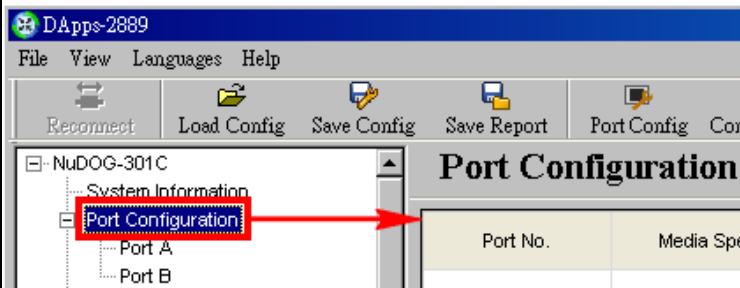 DApps-2889
File View Languages Help
Reconnect Load Config Save Config Save Report Port Config
NuDOG-301C
System Information
Port Configuration
Port A
Port B
Port Configuration
Port No. Media